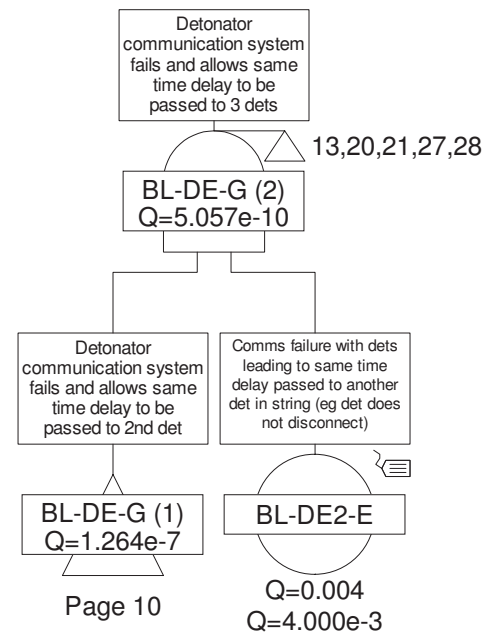 Detonator
communication system
fails and allows same
time delay to be
passed to 3 dets
13,20,21,27,28
BL-DE-G (2)
Q=5.057e-10
Detonator
communication system
fails and allows same
time delay to be
passed to 2nd det
Comms failure with dets
leading to same time
delay passed to another
det in string (eg det does
not disconnect)
BL-DE-G (1)
Q=1.264e-7
Page 10
BL-DE2-E
Q=0.004
Q=4.000e-3